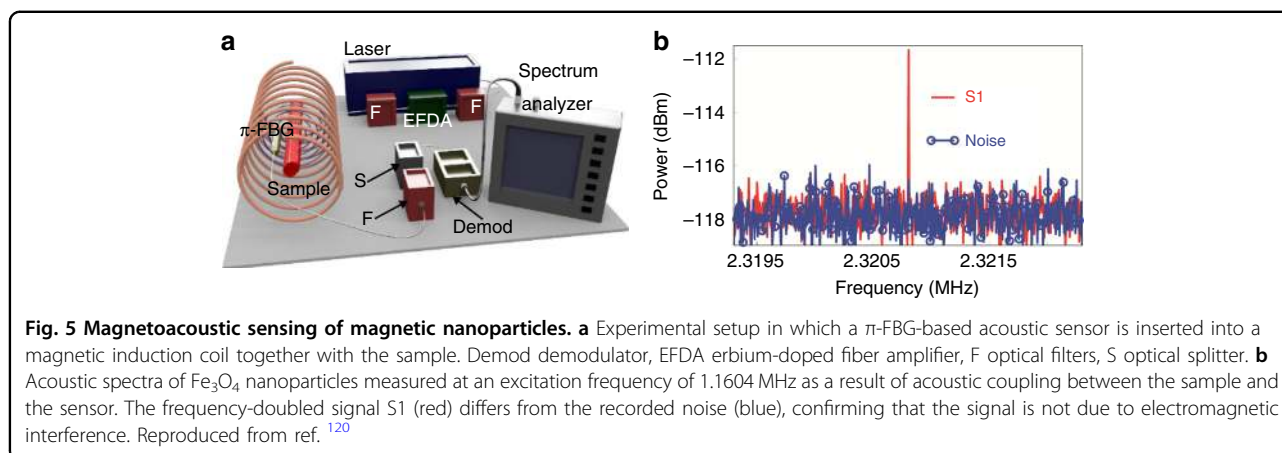 a
Laser
Spectrum
analyzer
F
F
EFDA
π-FBG
Sample
S
F
Demod
b
–112
–114
–116
–118
Power (dBm)
S1
Noise
2.3195
2.3205
2.3215
Frequency (MHz)
Fig. 5 Magnetoacoustic sensing of magnetic nanoparticles. a Experimental setup in which a π-FBG-based acoustic sensor is inserted into a
magnetic induction coil together with the sample. Demod demodulator, EFDA erbium-doped fiber amplifier, F optical filters, S optical splitter. b
Acoustic spectra of Fe₃O₄ nanoparticles measured at an excitation frequency of 1.1604 MHz as a result of acoustic coupling between the sample and
the sensor. The frequency-doubled signal S1 (red) differs from the recorded noise (blue), confirming that the signal is not due to electromagnetic
interference. Reproduced from ref. ¹²⁰